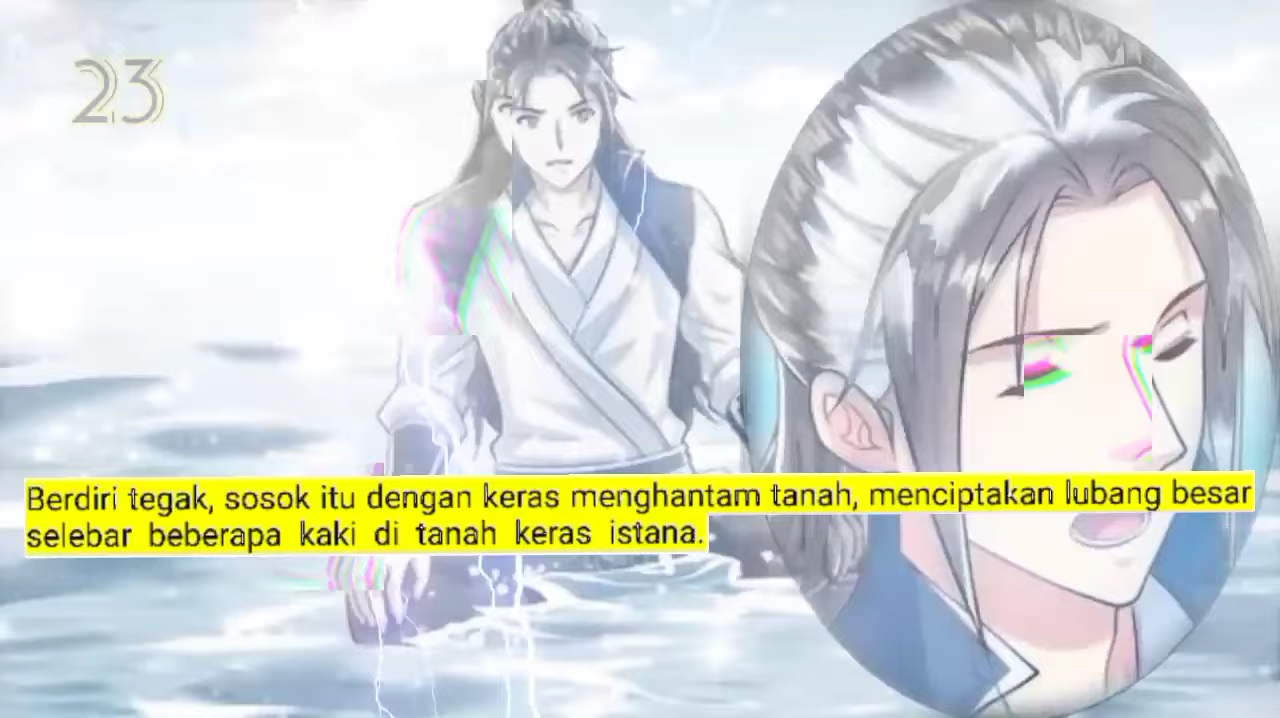 23
Berdiri tegak, sosok itu dengan keras menghantam tanah, menciptakan lubang besar
selebar beberapa kaki di tanah keras istana.